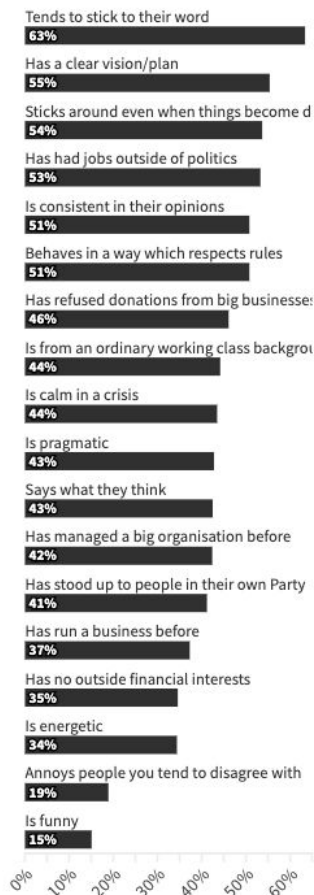 Tends to stick to their word
63%
Has a clear vision/plan
55%
Sticks around even when things become d
54%
Has had jobs outside of politics
53%
Is consistent in their opinions
51%
Behaves in a way which respects rules
51%
Has refused donations from big businesses
46%
Is from an ordinary working class backgrou
44%
Is calm in a crisis
44%
Is pragmatic
43%
Says what they think
43%
Has managed a big organisation before
42%
Has stood up to people in their own Party
41%
Has run a business before
37%
Has no outside financial interests
35%
Is energetic
34%
Annoys people you tend to disagree with
19%
Is funny
15%
0% 10% 20% 30% 40% 50% 60%